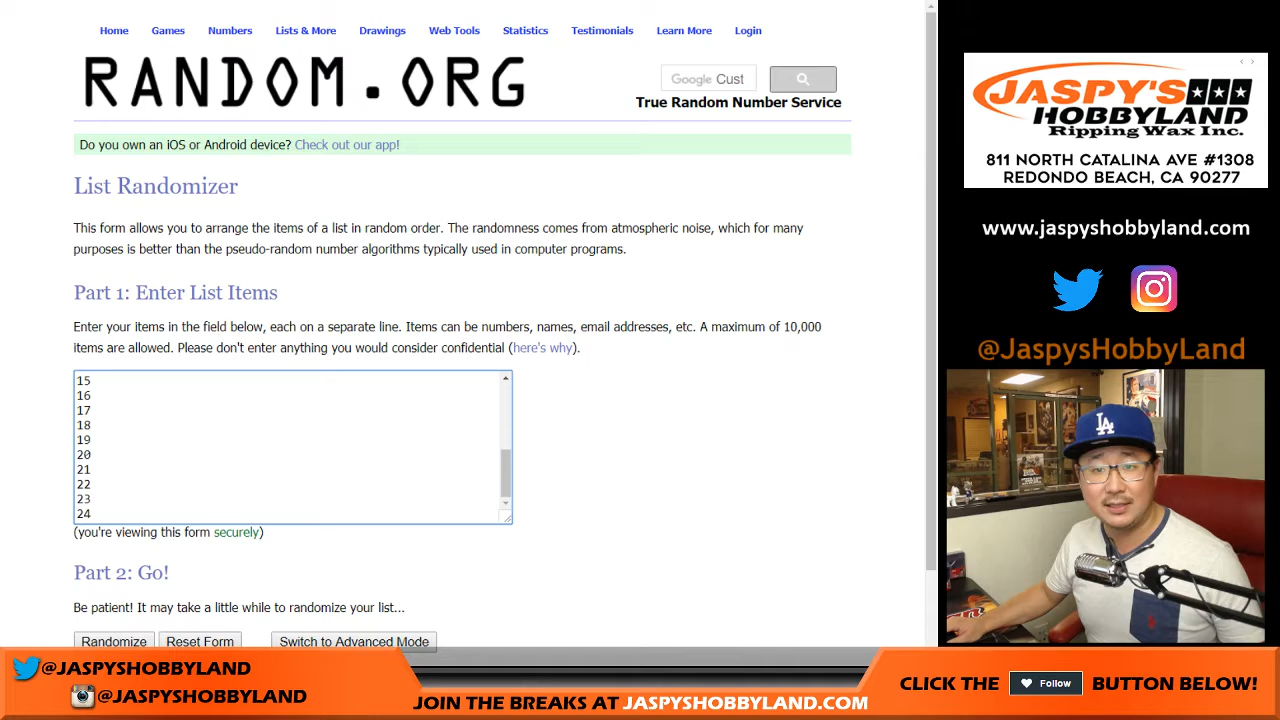 Home Games Numbers Lists & More Drawings Web Tools Statistics Testimonials Learn More Login
RANDOM.ORG
Google Cust
True Random Number Service
Do you own an iOS or Android device? Check out our app!
List Randomizer
This form allows you to arrange the items of a list in random order. The randomness comes from atmospheric noise, which for many
purposes is better than the pseudo-random number algorithms typically used in computer programs.
Part 1: Enter List Items
Enter your items in the field below, each on a separate line. Items can be numbers, names, email addresses, etc. A maximum of 10,000
items are allowed. Please don't enter anything you would consider confidential (here's why).
15
16
17
18
19
20
21
22
23
24
(you're viewing this form securely)
Part 2: Go!
Be patient! It may take a little while to randomize your list...
Randomize Reset Form Switch to Advanced Mode
JASPY'S
HOBBYLAND
Ripping Wax Inc.
811 NORTH CATALINA AVE #1308
REDONDO BEACH, CA 90277
www.jaspyshobbyland.com
@JaspysHobbyLand
LA
@JASPYSHOBBYLAND
@JASPYSHOBBYLAND
JOIN THE BREAKS AT JASPYSHOBBYLAND.COM
CLICK THE Follow BUTTON BELOW!